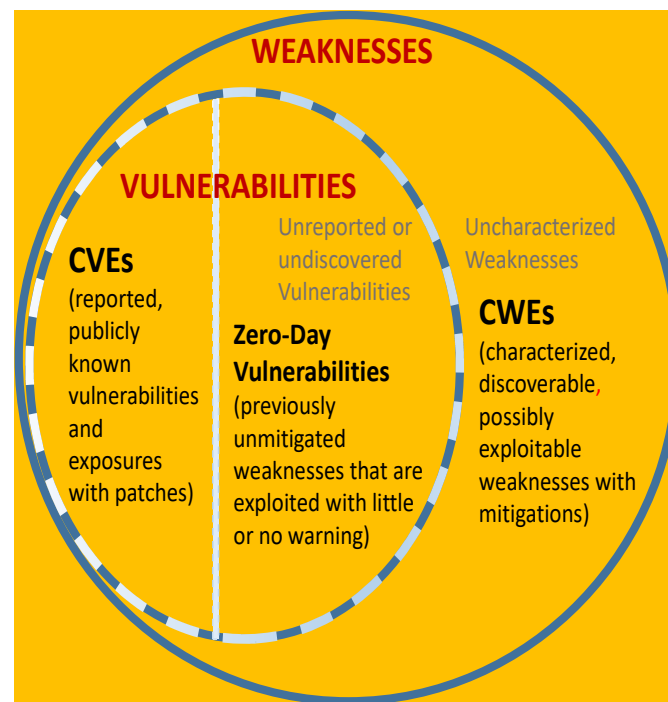 WEAKNESSES
VULNERABILITIES
CVEs
(reported,
publicly
known
vulnerabilities
and
exposures
with patches)
Unreported or
undiscovered
Vulnerabilities
Zero-Day
Vulnerabilities
(previously
unmitigated
weaknesses that are
exploited with little
or no warning)
Uncharacterized
Weaknesses
CWEs
(characterized,
discoverable,
possibly
exploitable
weaknesses with
mitigations)